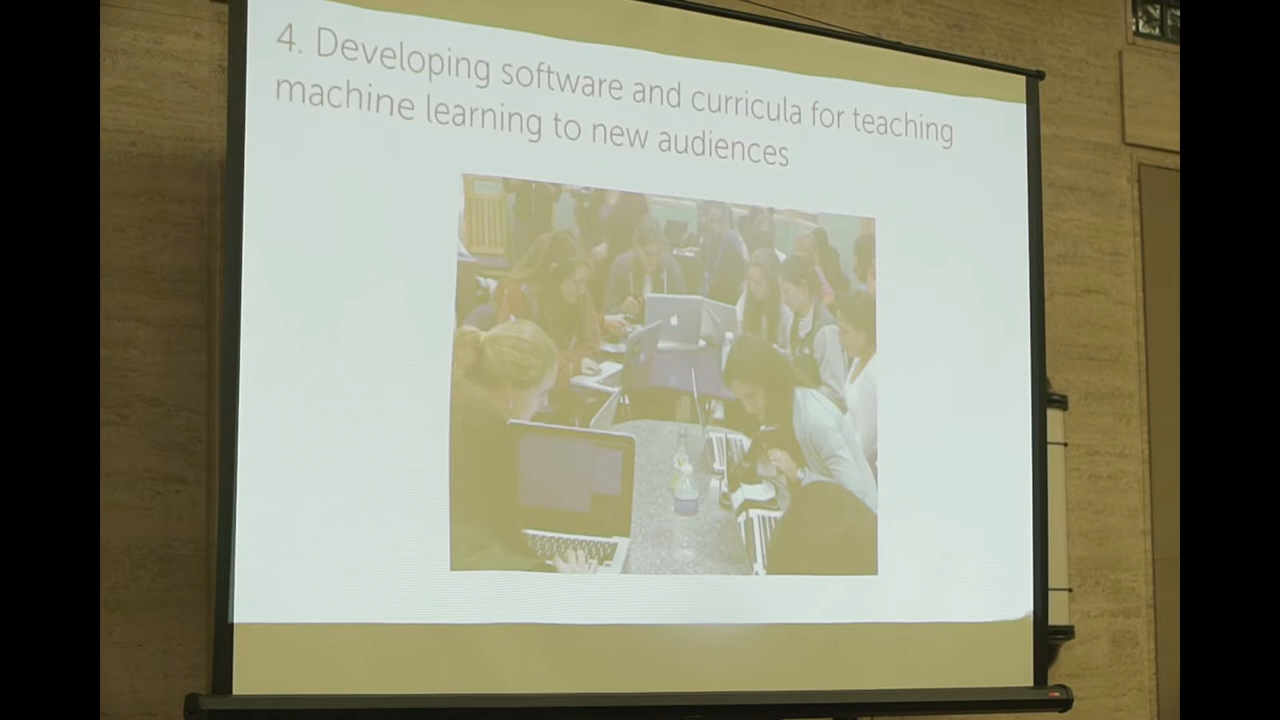 4. Developing software and curricula for teaching
machine learning to new audiences